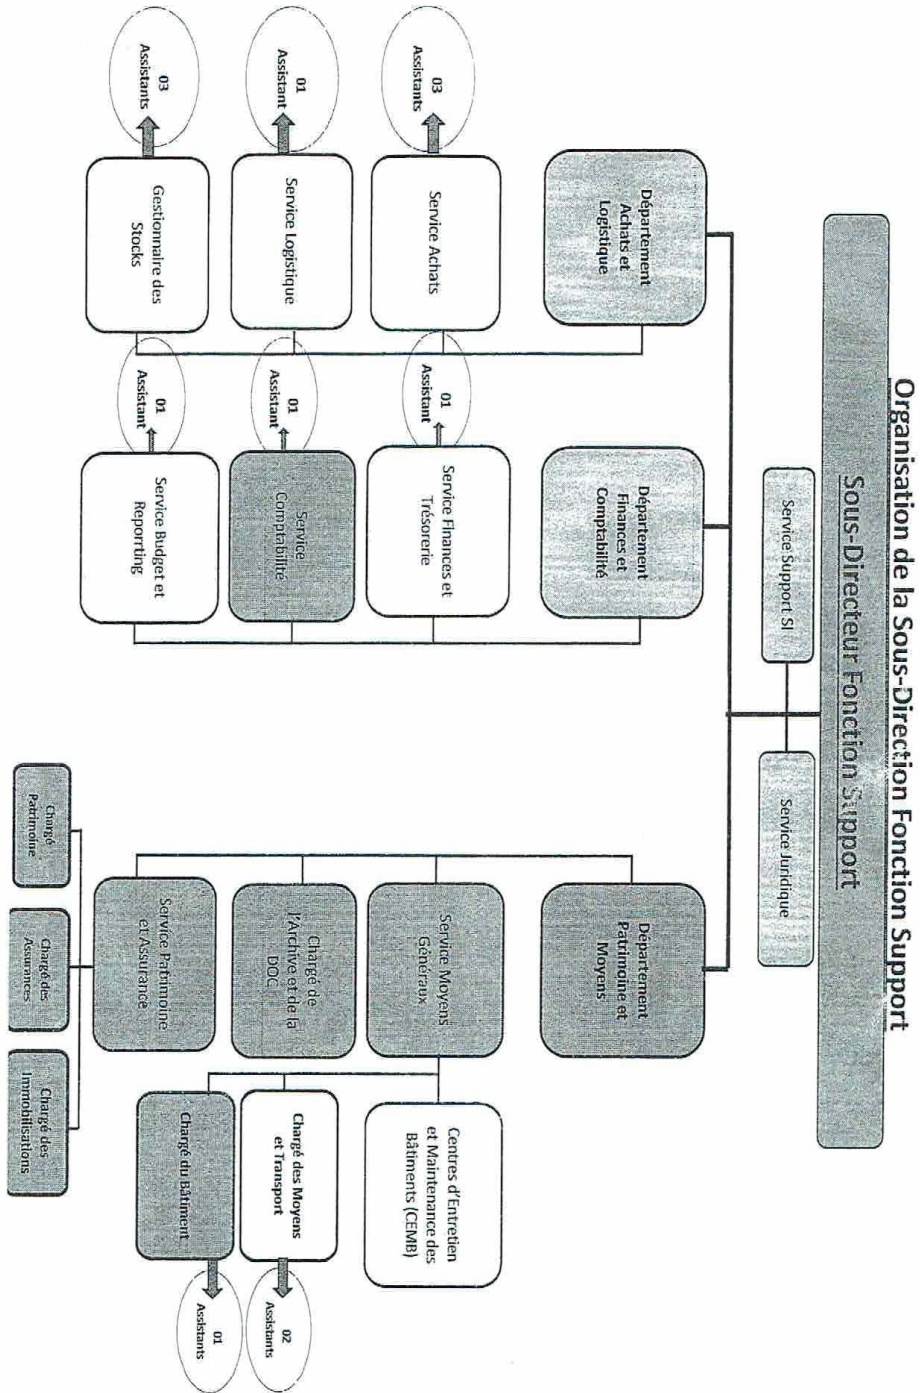 Organisation de la Sous-Direction Fonction Support
Sous-Directeur Fonction Support
Service Support SI
Service Juridique
Département
Achats et
Logistique
Département
Finances et
Comptabilité
Département
Patrimoine et
Moyens
Service Achats
03
Assistants
Service Logistique
01
Assistant
Gestionnaire des
Stocks
03
Assistants
Service Finances et
Trésorerie
01
Assistant
Service
Comptabilité
01
Assistant
Service Budget et
Reporrting
01
Assistant
Service Moyens
Généraux
Centres d'Entretien
et Maintenance des
Bâtiments (CEMB)
Chargé des Moyens
et Transport
02
Assistants
Chargé du Bâtiment
01
Assistants
Chargé de
l'Archive et de la
DOC
Service Patrimoine
et Assurance
Chargé
Patrimoine
Chargé des
Assurances
Chargé des
Immobilisations